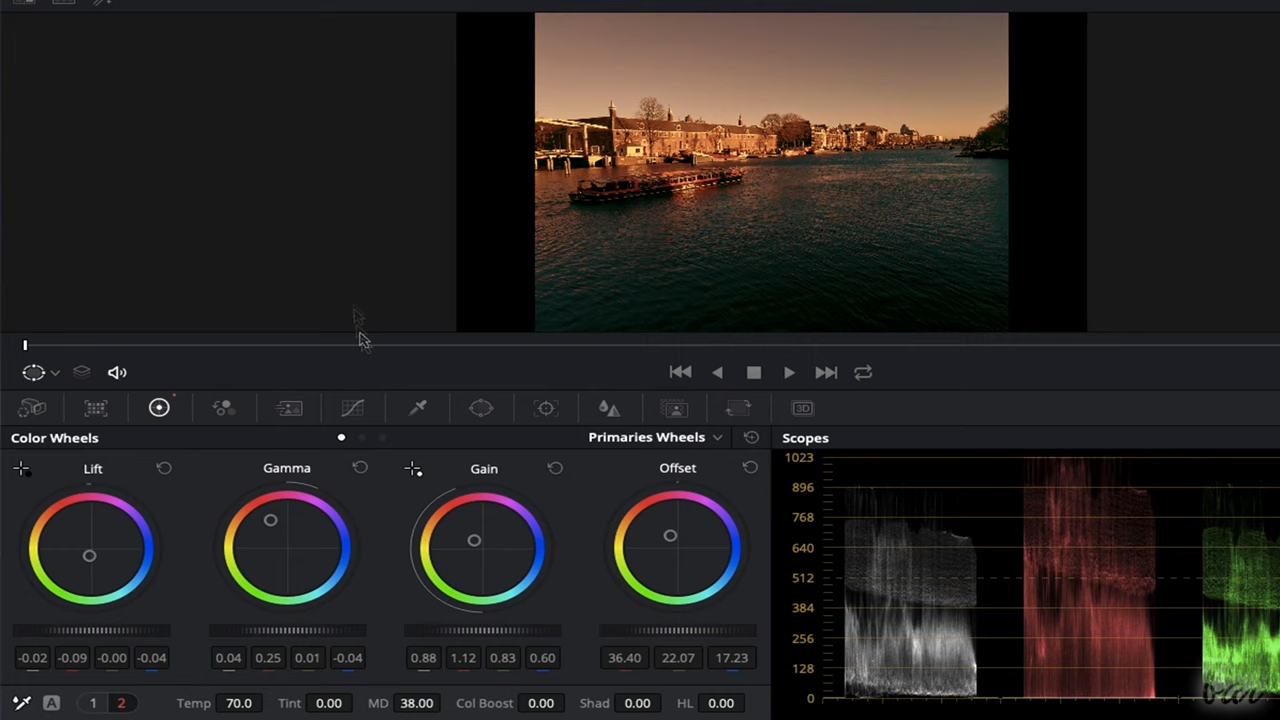 3D
Color Wheels
Primaries Wheels
Scopes
Lift
Gamma
Gain
Offset
1023
896
768
640
512
384
256
128
0
-0.02 -0.09 -0.00 -0.04
0.04 0.25 0.01 -0.04
0.88 1.12 0.83 0.60
36.40 22.07 17.23
A 1 2 Temp 70.0 Tint 0.00 MD 38.00 Col Boost 0.00 Shad 0.00 HL 0.00